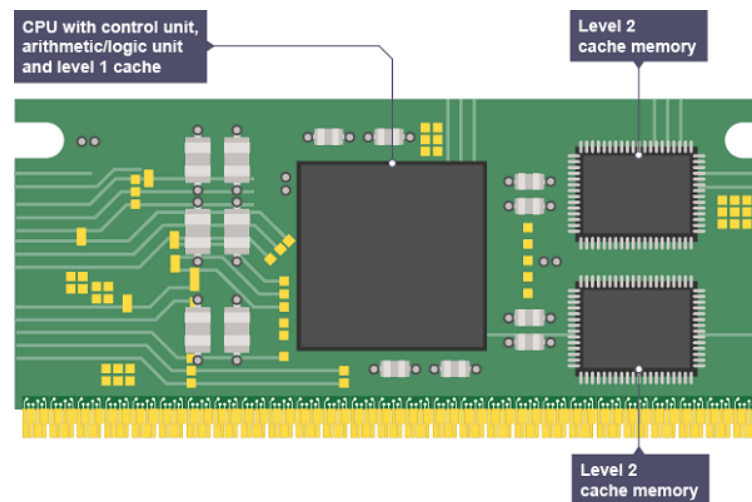 CPU with control unit,
arithmetic/logic unit
and level 1 cache
Level 2
cache memory
Level 2
cache memory